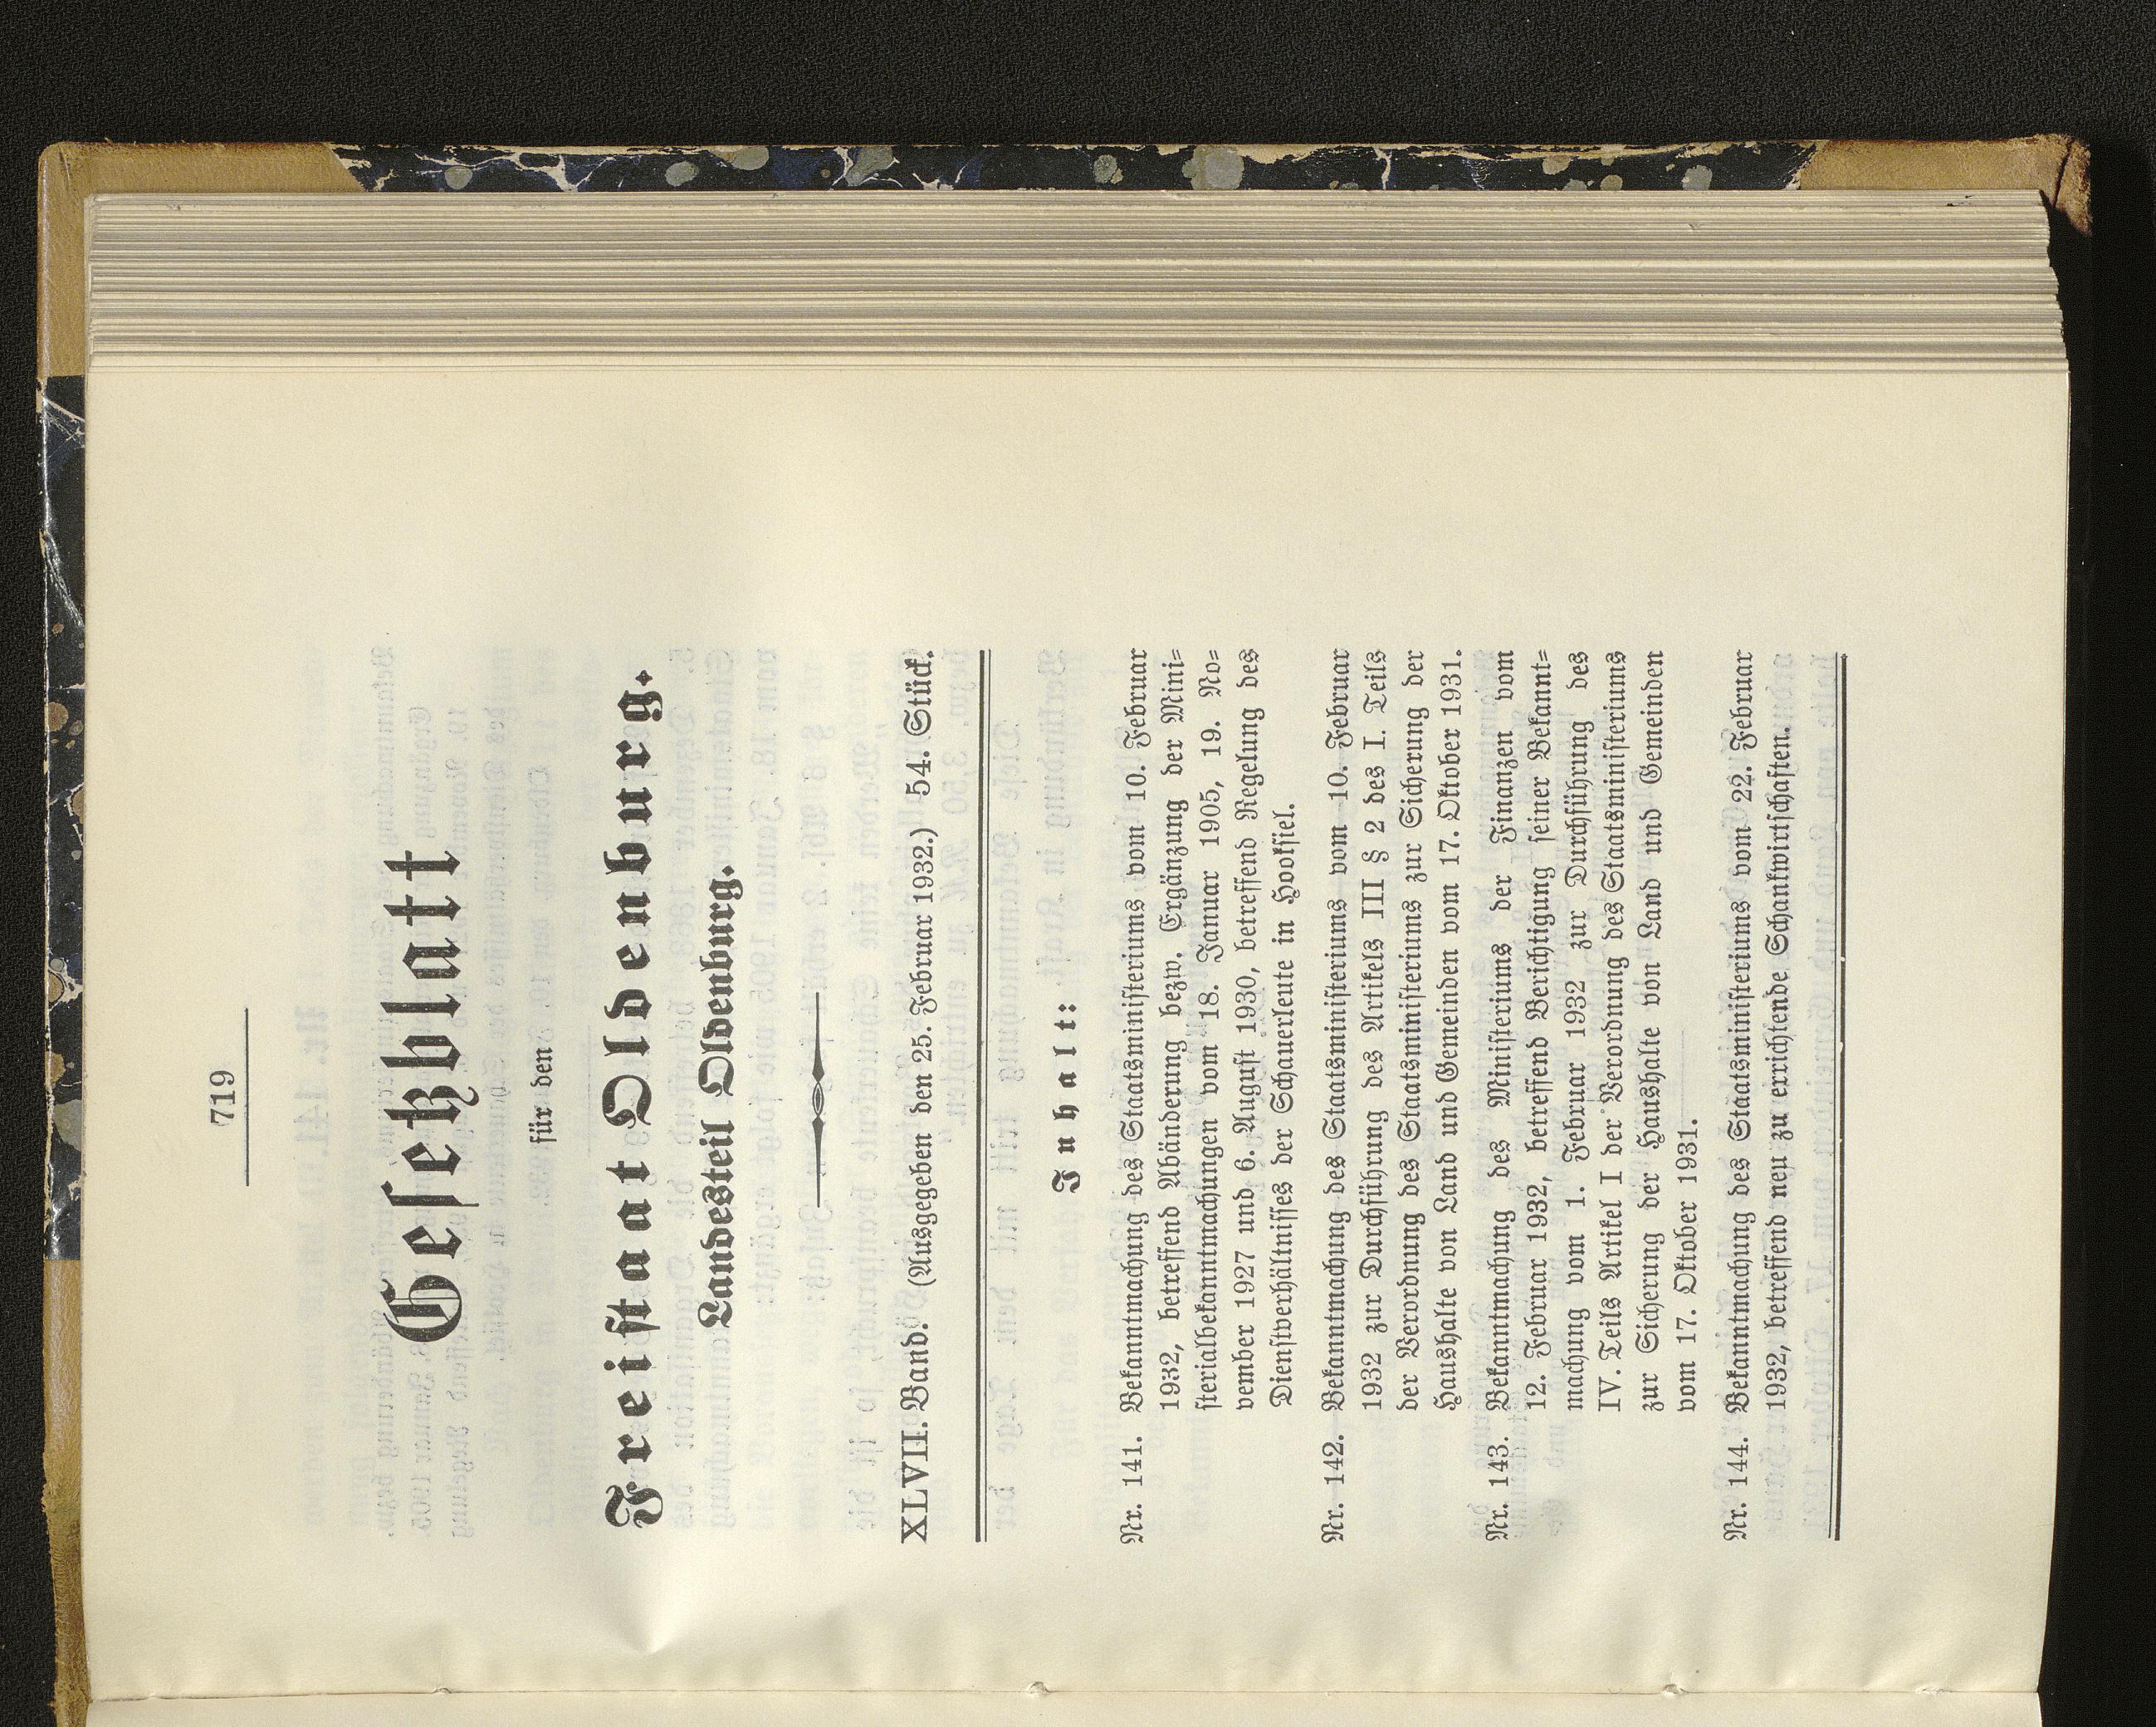 719
Gesetzblatt
für den
Freistaat Oldenburg.
Landesteil Oldenburg.
XLVII. Band. (Ausgegeben den 25. Februar 1932.) 54. Stück.
Inhalt:
Nr. 141. Bekanntmachung des Staatsministeriums vom 10. Februar
1932, betreffend Abänderung bezw. Ergänzung der Mini-
sterialbekanntmachungen vom 18. Januar 1905, 19. No-
vember 1927 und 6. August 1930, betreffend Regelung des
Dienstverhältnisses der Schauerleute in Hooksiel.
Nr. 142. Bekanntmachung des Staatsministeriums vom 10. Februar
1932 zur Durchführung des Artikels III § 2 des I. Teils
der Verordnung des Staatsministeriums zur Sicherung der
Haushalte von Land und Gemeinden vom 17. Oktober 1931.
Nr. 143. Bekanntmachung des Ministeriums der Finanzen vom
12. Februar 1932, betreffend Berichtigung seiner Bekannt-
machung vom 1. Februar 1932 zur Durchführung des
IV. Teils Artikel I der Verordnung des Staatsministeriums
zur Sicherung der Haushalte von Land und Gemeinden
vom 17. Oktober 1931.
Nr. 144. Bekanntmachung des Staatsministeriums vom 22. Februar
1932, betreffend neu zu errichtende Schankwirtschaften.